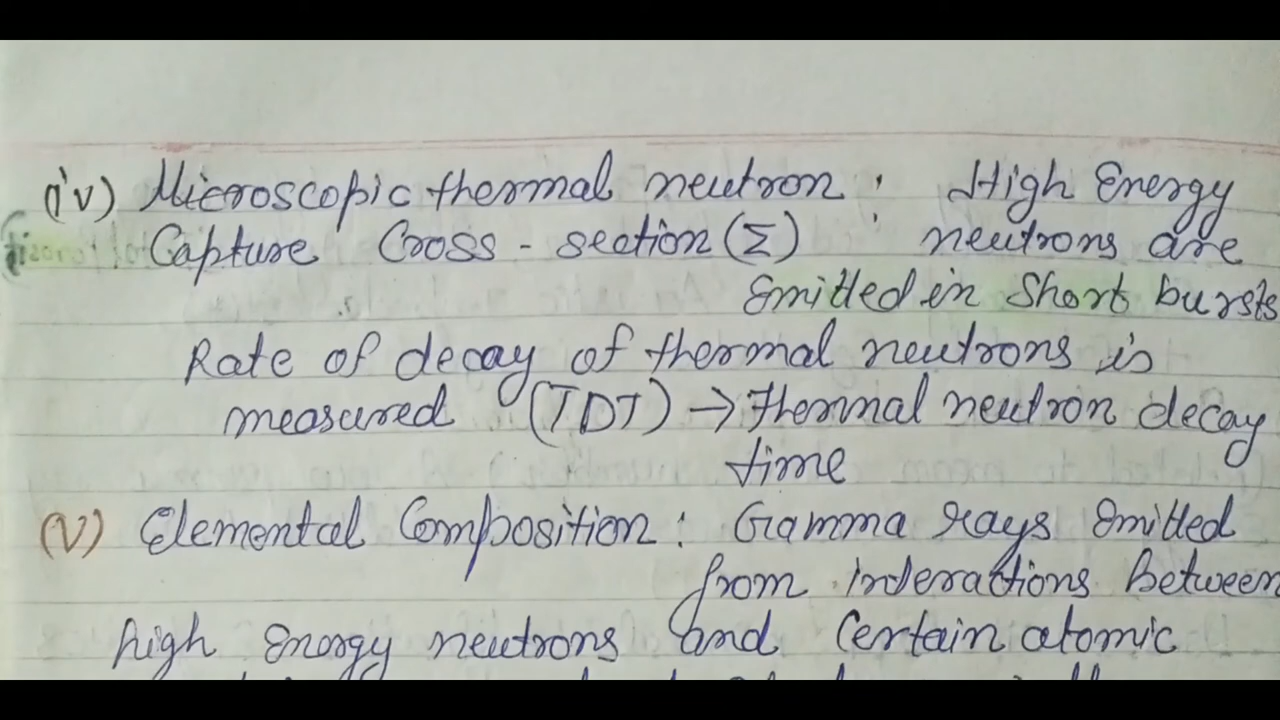 (iv) Microscopic thermal neutron : High Energy
Capture Cross - section (Σ) neutrons are
Emitted in Short bursts
Rate of decay of thermal neutrons is
measured (TDT) → thermal neutron decay
time
(V) Elemental Composition : Gamma rays Emitted
from interactions between
high Energy neutrons and Certain atomic